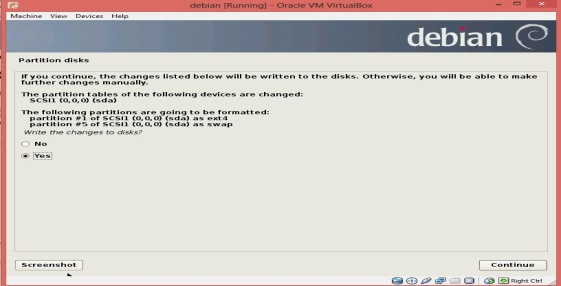 debian [Running] - Oracle VM VirtualBox
Machine View Devices Help
debian
Partition disks
If you continue, the changes listed below will be written to the disks. Otherwise, you will be able to make
further changes manually.
The partition tables of the following devices are changed:
SCSI1 (0,0,0) (sda)
The following partitions are going to be formatted:
partition #1 of SCSI1 (0,0,0) (sda) as ext4
partition #5 of SCSI1 (0,0,0) (sda) as swap
Write the changes to disks?
No
Yes
Screenshot
Continue
Right Ctrl